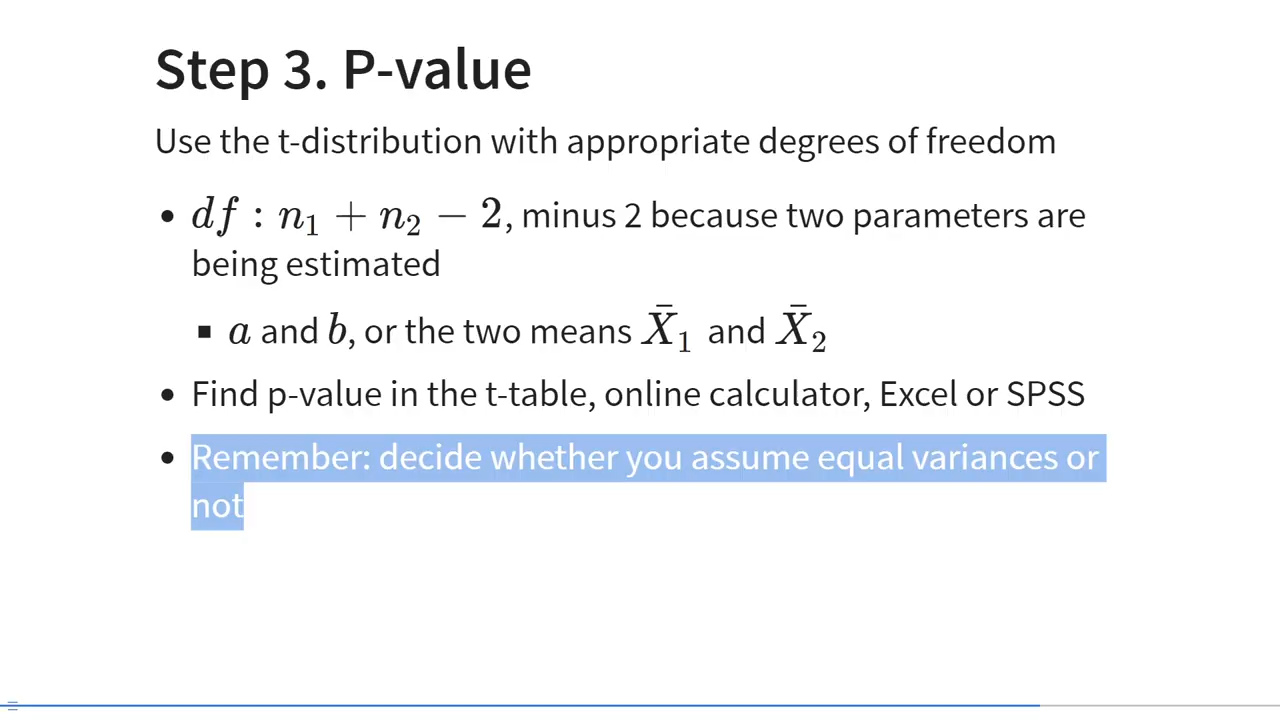 Step 3. P-value
Use the t-distribution with appropriate degrees of freedom
• df : n₁ + n₂ − 2, minus 2 because two parameters are
being estimated
▪ a and b, or the two means X̄₁ and X̄₂
• Find p-value in the t-table, online calculator, Excel or SPSS
• Remember: decide whether you assume equal variances or
not